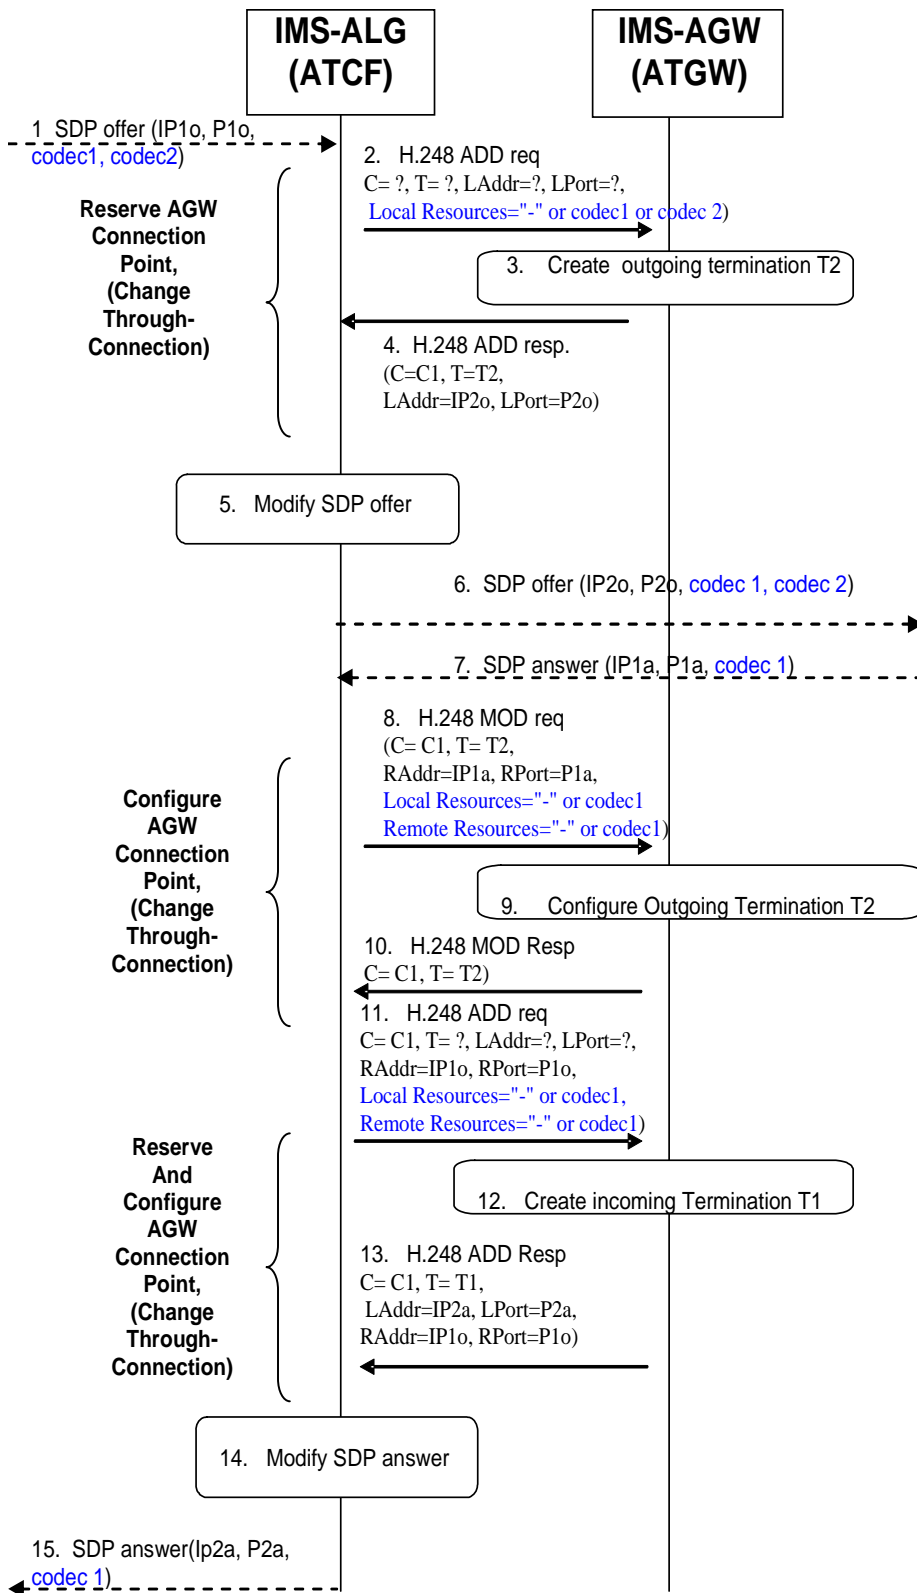 IMS-ALG
(ATCF)
IMS-AGW
(ATGW)
1 SDP offer (IP1o, P1o,
codec1, codec2)
2. H.248 ADD req
C= ?, T= ?, LAddr=?, LPort=?,
Local Resources="-" or codec1 or codec 2)
Reserve AGW
Connection
Point,
(Change
Through-
Connection)
3. Create outgoing termination T2
4. H.248 ADD resp.
(C=C1, T=T2,
LAddr=IP2o, LPort=P2o)
5. Modify SDP offer
6. SDP offer (IP2o, P2o, codec 1, codec 2)
7. SDP answer (IP1a, P1a, codec 1)
8. H.248 MOD req
(C= C1, T= T2,
RAddr=IP1a, RPort=P1a,
Local Resources="-" or codec1
Remote Resources="-" or codec1)
Configure
AGW
Connection
Point,
(Change
Through-
Connection)
9. Configure Outgoing Termination T2
10. H.248 MOD Resp
C= C1, T= T2)
11. H.248 ADD req
C= C1, T= ?, LAddr=?, LPort=?,
RAddr=IP1o, RPort=P1o,
Local Resources="-" or codec1,
Remote Resources="-" or codec1)
Reserve
And
Configure
AGW
Connection
Point,
(Change
Through-
Connection)
12. Create incoming Termination T1
13. H.248 ADD Resp
C= C1, T= T1,
LAddr=IP2a, LPort=P2a,
RAddr=IP1o, RPort=P1o)
14. Modify SDP answer
15. SDP answer(Ip2a, P2a,
codec 1)